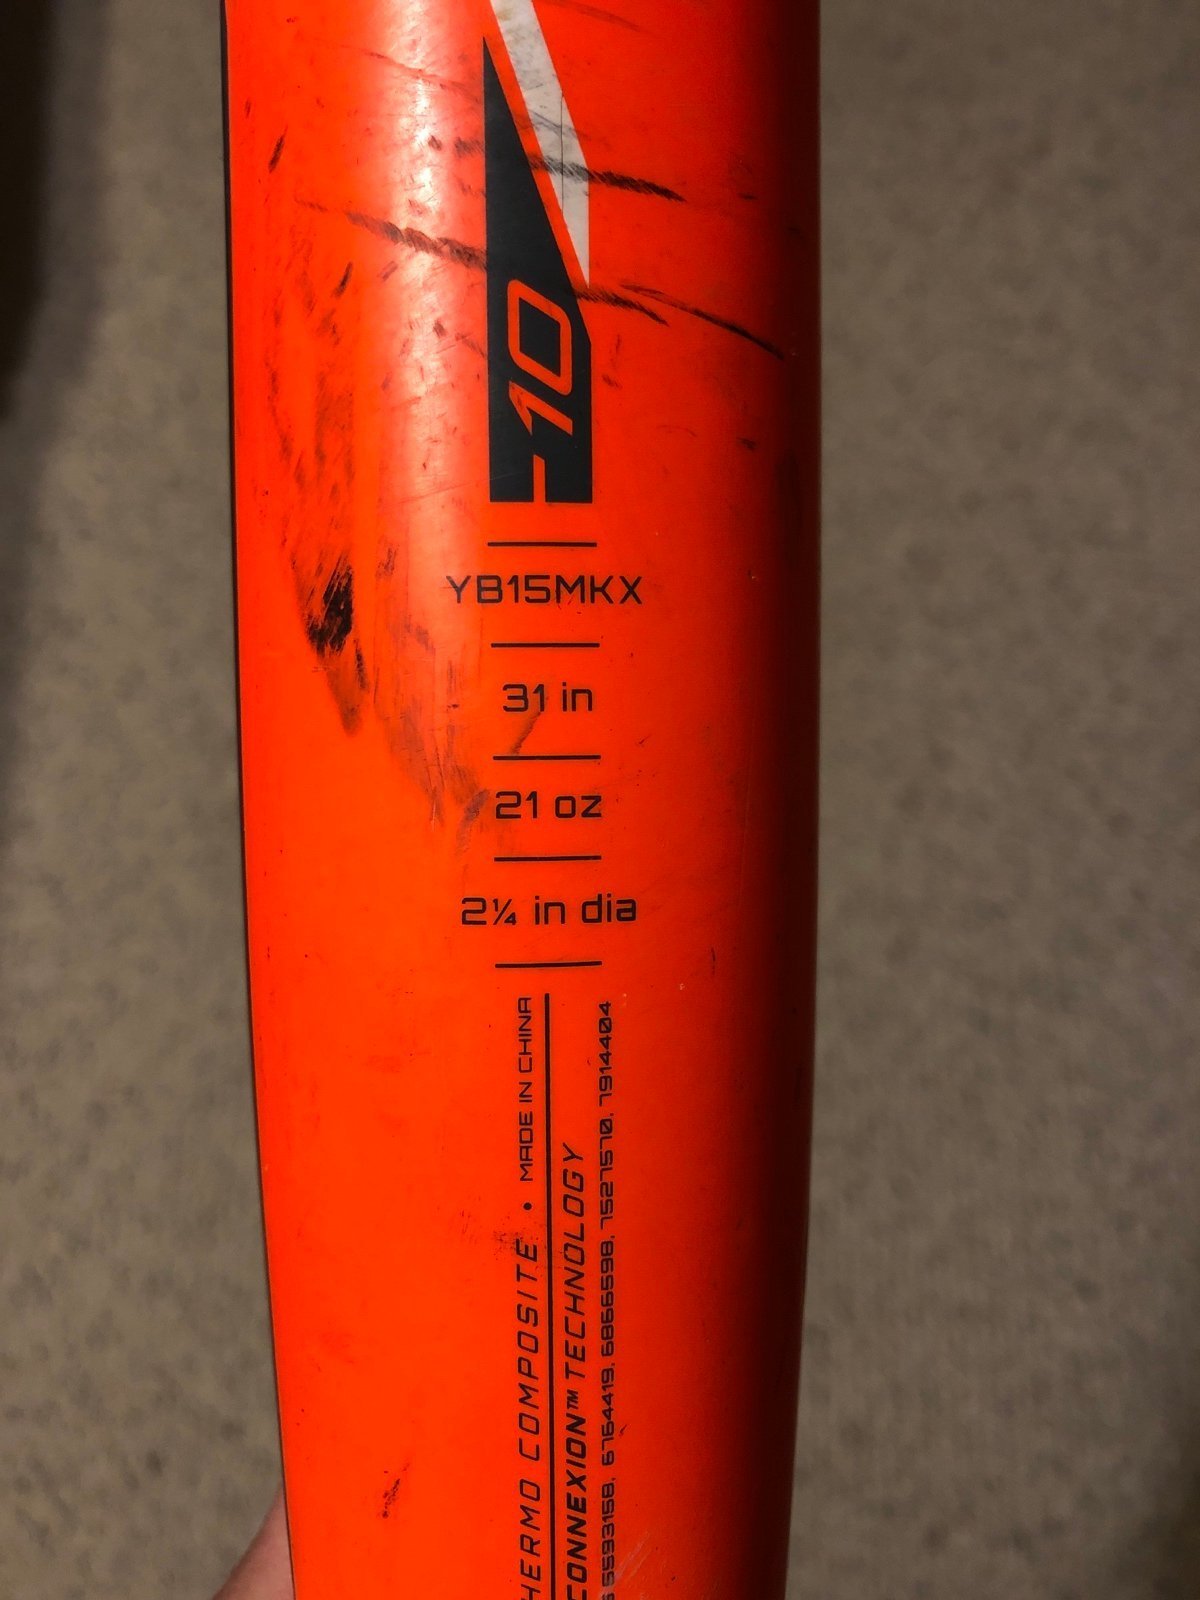 -10
YB15MKX
31 in
21 oz
2¼ in dia
HERMO COMPOSITE • MADE IN CHINA
CONNEXION™ TECHNOLOGY
5593158, 6764419, 6866598, 7527570, 7914404